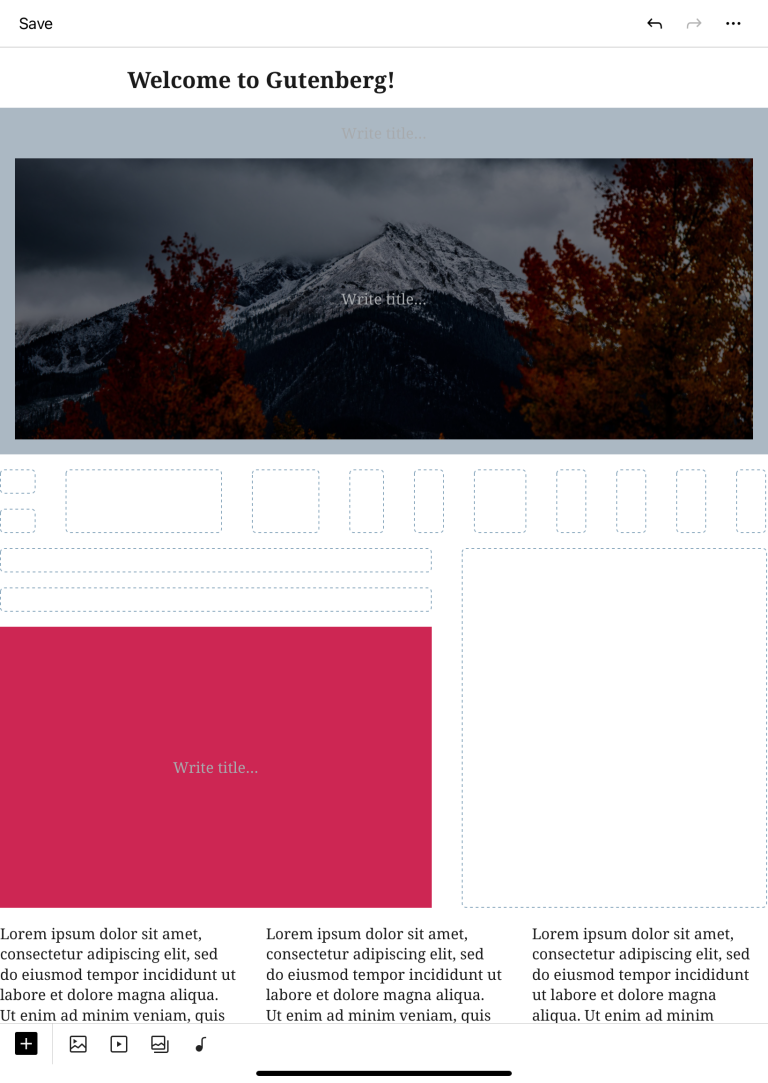 Save
Welcome to Gutenberg!
Write title...
Write title...
Write title...
Lorem ipsum dolor sit amet,
consectetur adipiscing elit, sed
do eiusmod tempor incididunt ut
labore et dolore magna aliqua.
Ut enim ad minim veniam, quis
Lorem ipsum dolor sit amet,
consectetur adipiscing elit, sed
do eiusmod tempor incididunt ut
labore et dolore magna aliqua.
Ut enim ad minim veniam, quis
Lorem ipsum dolor sit amet,
consectetur adipiscing elit, sed
do eiusmod tempor incididunt
ut labore et dolore magna
aliqua. Ut enim ad minim